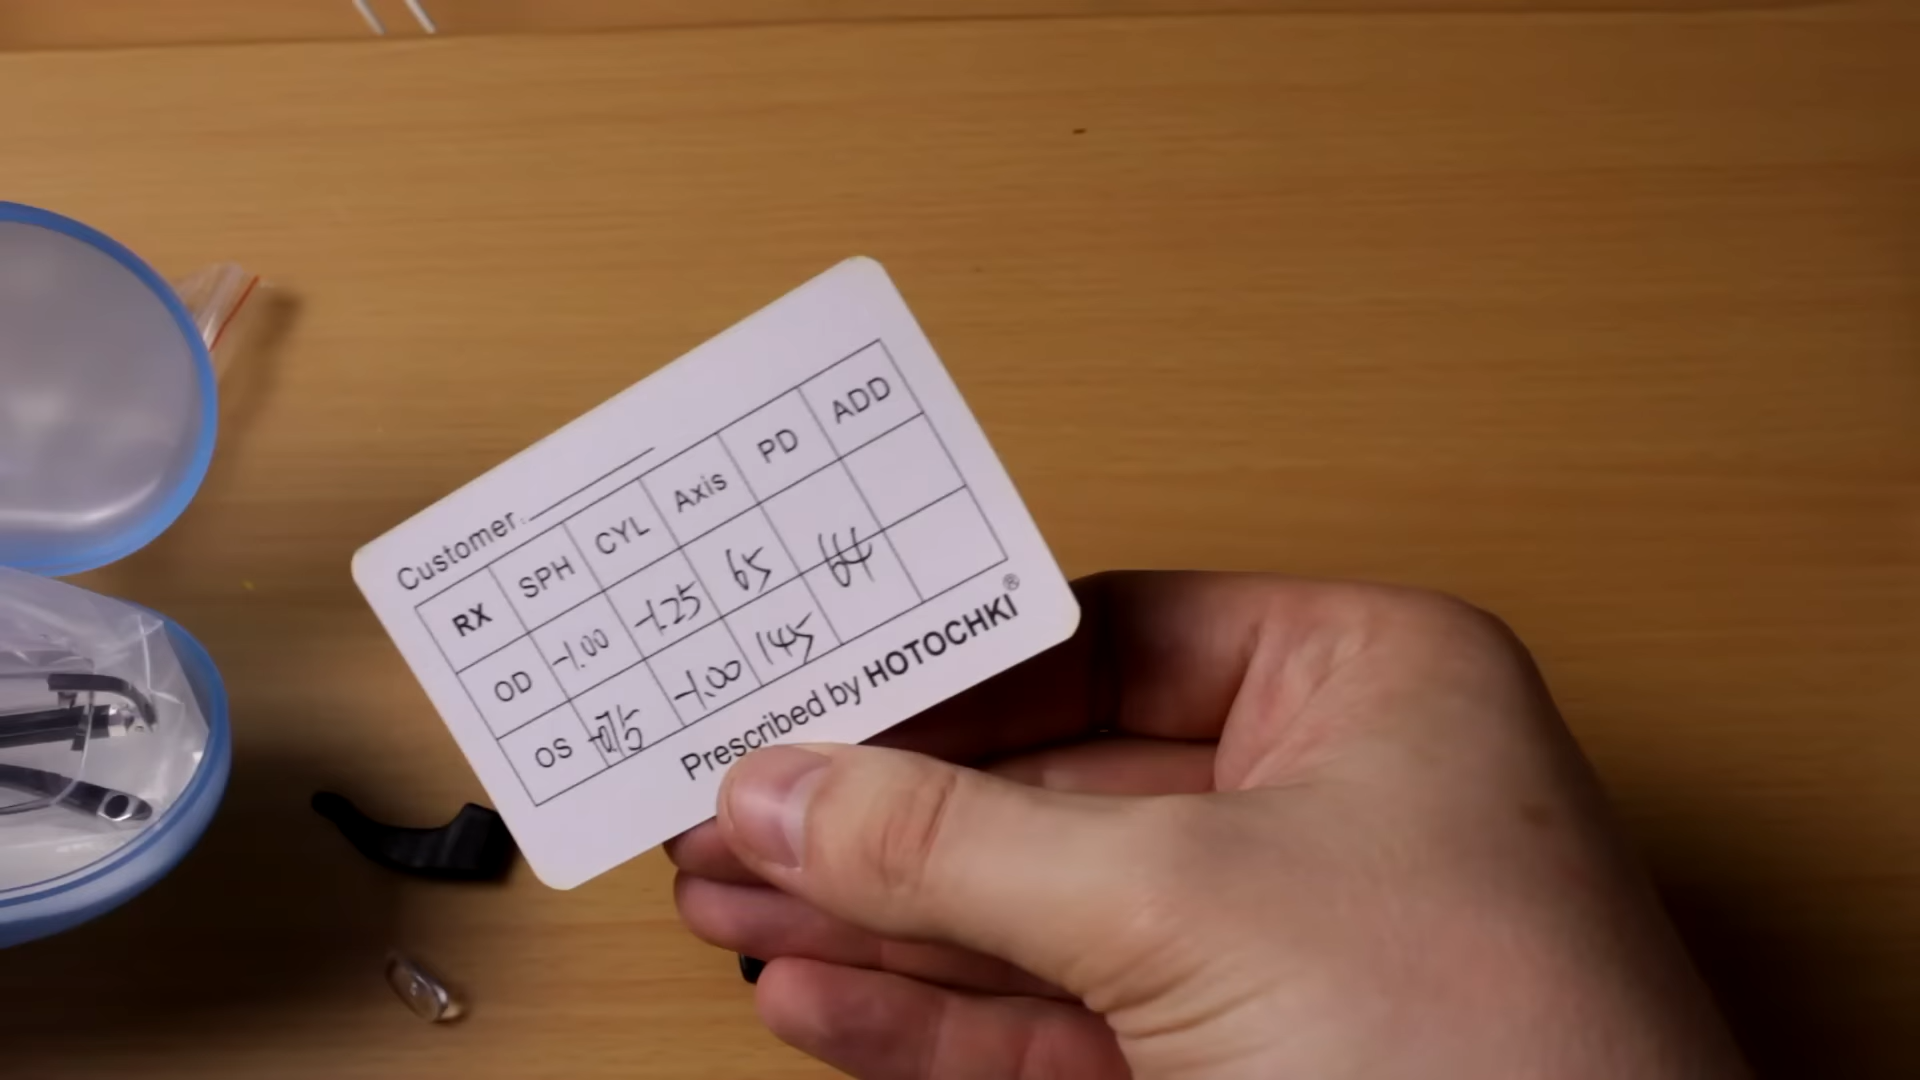 Customer:
RX SPH CYL Axis PD ADD
OD -1.00 -1.25 65 64
OS -0.75 -1.00 145
Prescribed by HOTOCHKI®